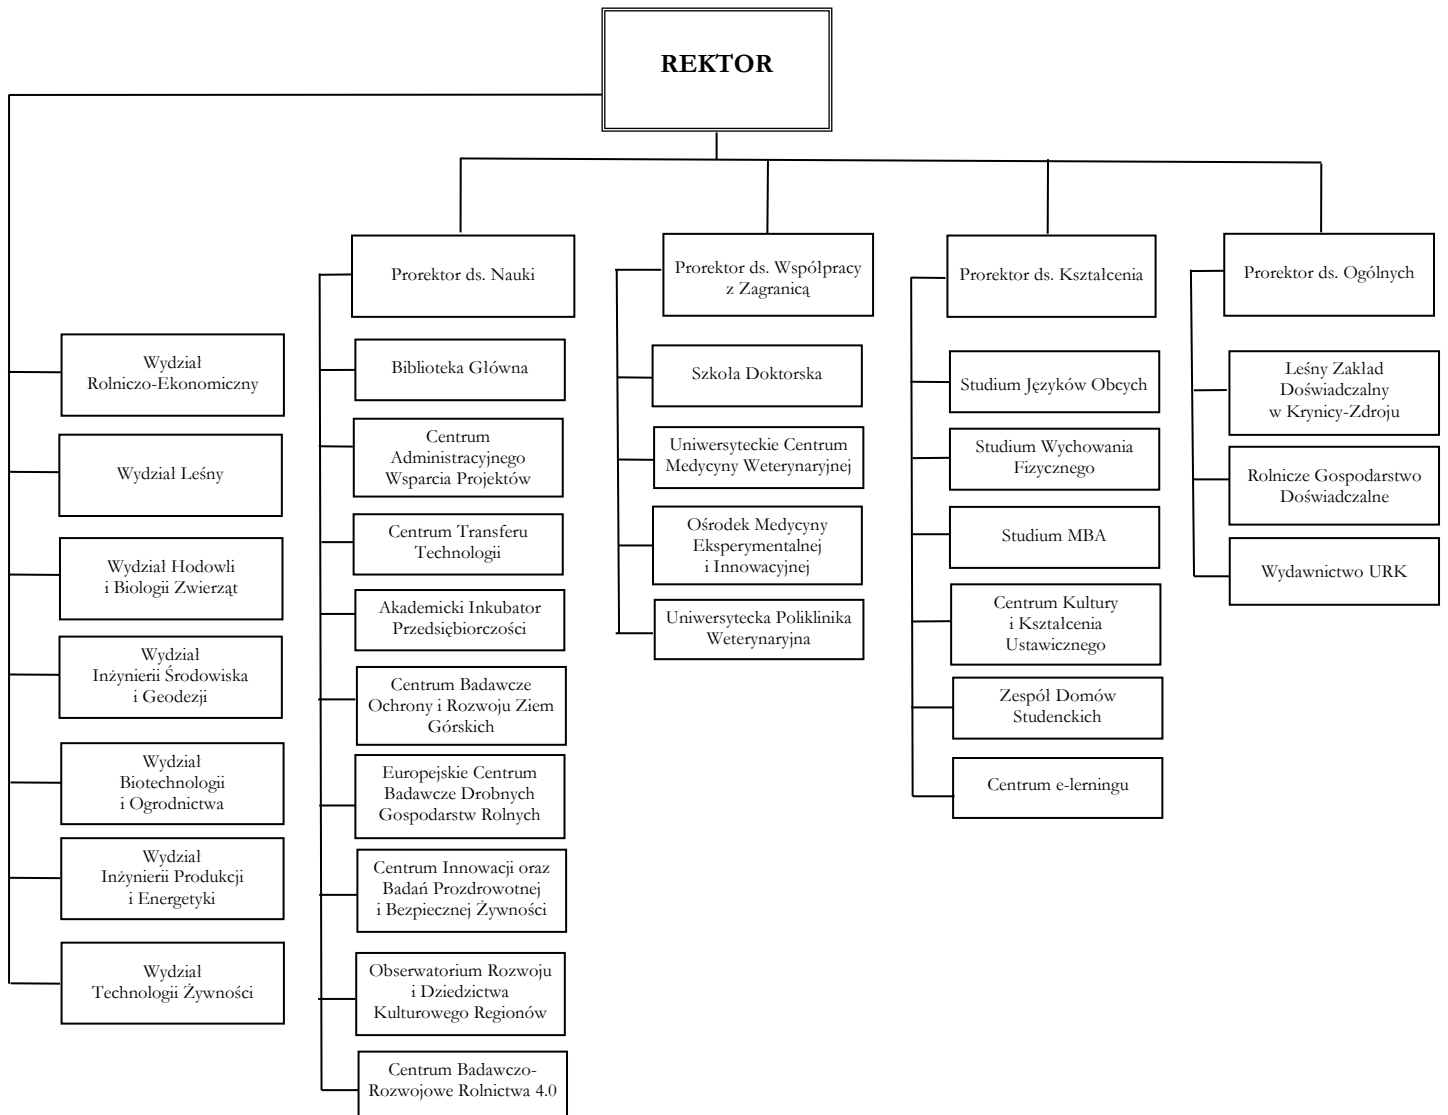 REKTOR
Prorektor ds. Nauki
Prorektor ds. Współpracy
z Zagranicą
Prorektor ds. Kształcenia
Prorektor ds. Ogólnych
Wydział
Rolniczo-Ekonomiczny
Wydział Leśny
Wydział Hodowli
i Biologii Zwierząt
Wydział
Inżynierii Środowiska
i Geodezji
Wydział
Biotechnologii
i Ogrodnictwa
Wydział
Inżynierii Produkcji
i Energetyki
Wydział
Technologii Żywności
Biblioteka Główna
Centrum
Administracyjnego
Wsparcia Projektów
Centrum Transferu
Technologii
Akademicki Inkubator
Przedsiębiorczości
Centrum Badawcze
Ochrony i Rozwoju Ziem
Górskich
Europejskie Centrum
Badawcze Drobnych
Gospodarstw Rolnych
Centrum Innowacji oraz
Badań Prozdrowotnej
i Bezpiecznej Żywności
Obserwatorium Rozwoju
i Dziedzictwa
Kulturowego Regionów
Centrum Badawczo-
Rozwojowe Rolnictwa 4.0
Szkoła Doktorska
Uniwersyteckie Centrum
Medycyny Weterynaryjnej
Ośrodek Medycyny
Eksperymentalnej
i Innowacyjnej
Uniwersytecka Poliklinika
Weterynaryjna
Studium Języków Obcych
Studium Wychowania
Fizycznego
Studium MBA
Centrum Kultury
i Kształcenia
Ustawicznego
Zespół Domów
Studenckich
Centrum e-lerningu
Leśny Zakład
Doświadczalny
w Krynicy-Zdroju
Rolnicze Gospodarstwo
Doświadczalne
Wydawnictwo URK